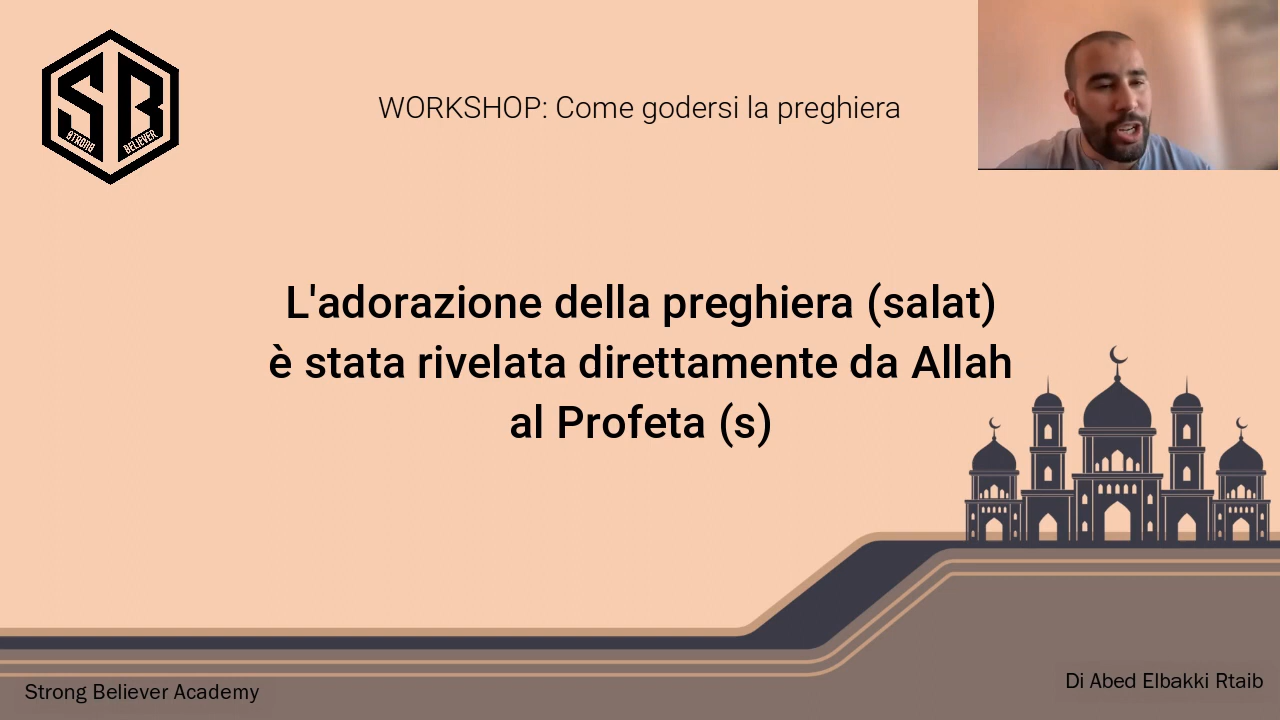 SB
STRONG BELIEVER
WORKSHOP: Come godersi la preghiera
L'adorazione della preghiera (salat)
è stata rivelata direttamente da Allah
al Profeta (s)
Strong Believer Academy
Di Abed Elbakki Rtaib